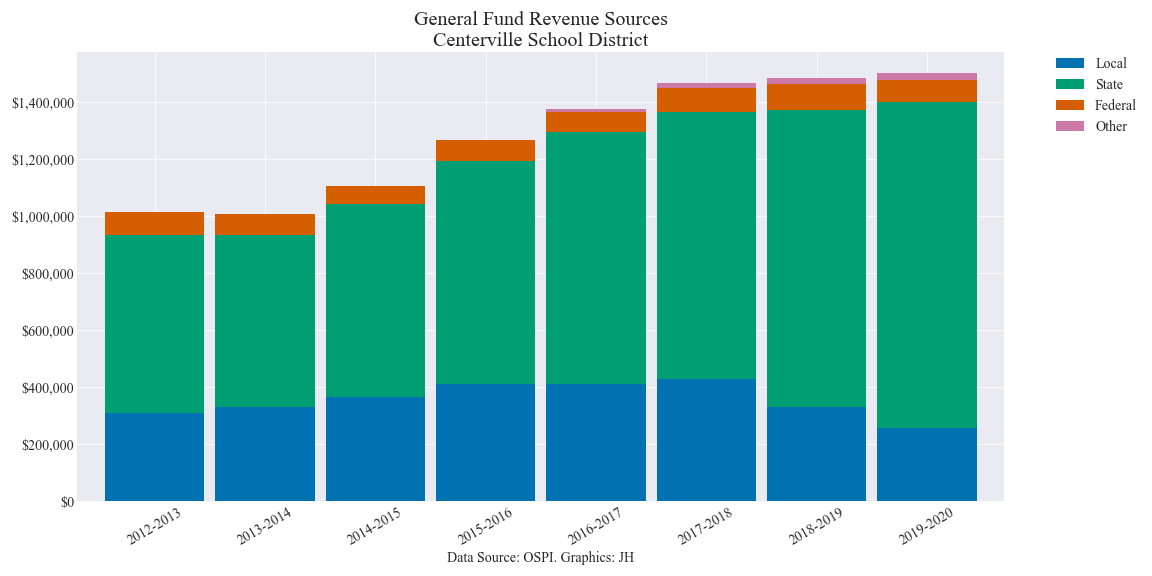 General Fund Revenue Sources
Centerville School District
Local
State
Federal
Other
$1,400,000
$1,200,000
$1,000,000
$800,000
$600,000
$400,000
$200,000
$0
2012-2013
2013-2014
2014-2015
2015-2016
2016-2017
2017-2018
2018-2019
2019-2020
Data Source: OSPI. Graphics: JH